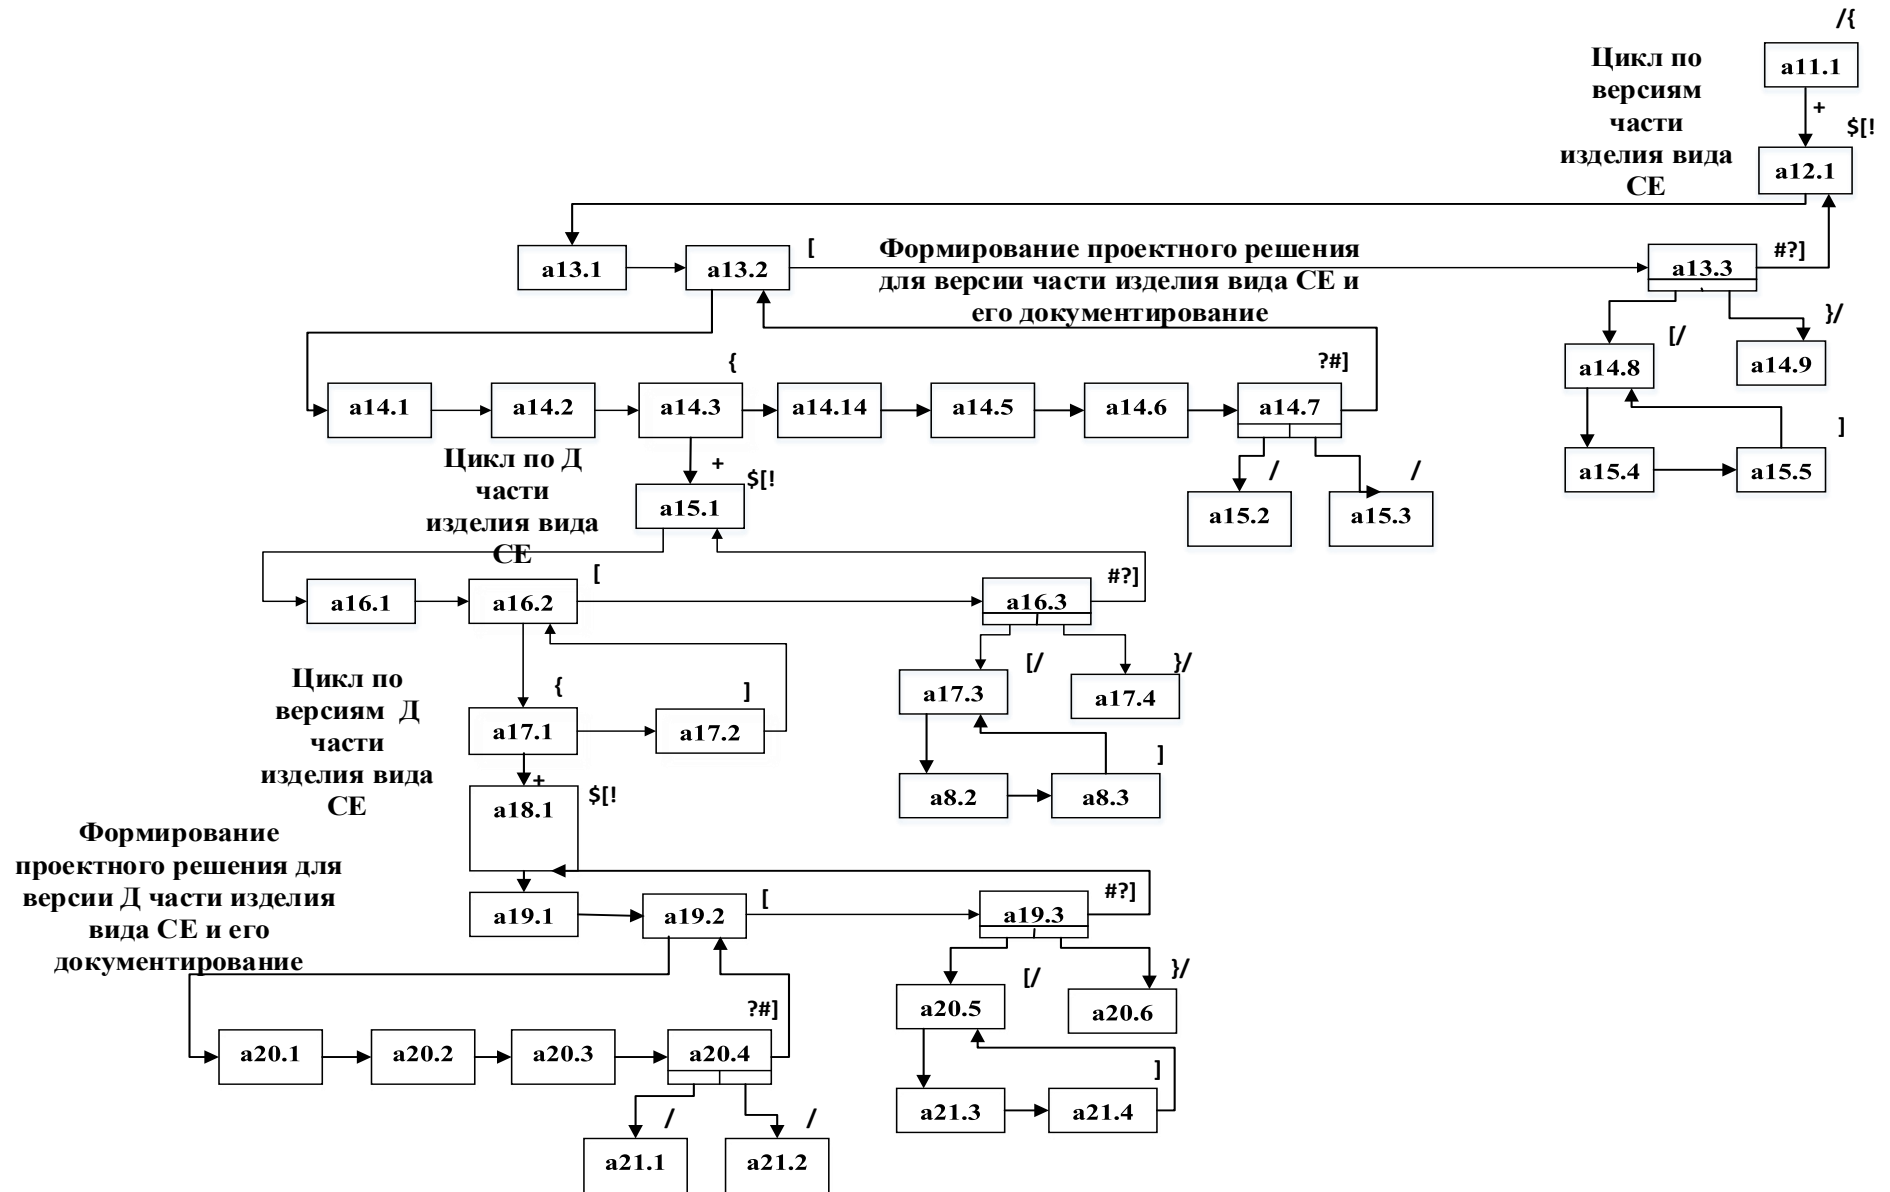 /{
Цикл по
версиям
части
изделия вида
СЕ
a11.1
+
$[!
a12.1
a13.1
a13.2
[
Формирование проектного решения
для версии части изделия вида СЕ и
его документирование
a13.3
#?]
[/
}/
a14.8
a14.9
]
a15.4
a15.5
{
?#]
a14.1
a14.2
a14.3
a14.14
a14.5
a14.6
a14.7
Цикл по Д
части
изделия вида
СЕ
+
$[!
a15.1
/
/
a15.2
a15.3
[
#?]
a16.1
a16.2
a16.3
[/
}/
a17.3
a17.4
]
a8.2
a8.3
Цикл по
версиям Д
части
изделия вида
СЕ
{
]
a17.1
a17.2
+
$[!
a18.1
Формирование
проектного решения для
версии Д части изделия
вида СЕ и его
документирование
a19.1
a19.2
[
a19.3
#?]
[/
}/
a20.5
a20.6
]
a21.3
a21.4
?#]
a20.1
a20.2
a20.3
a20.4
/
/
a21.1
a21.2